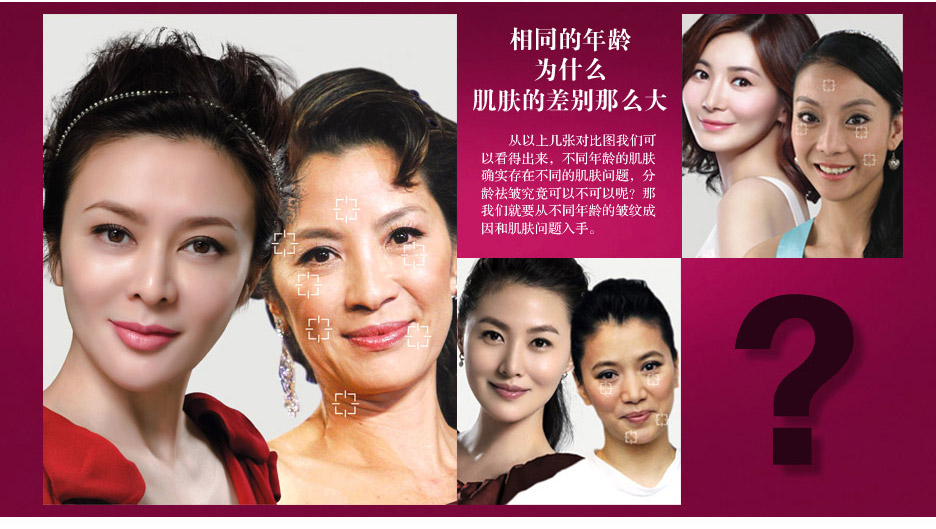 相同的年龄
为什么
肌肤的差别那么大
从以上几张对比图我们可
以看得出来，不同年龄的肌肤
确实存在不同的肌肤问题，分
龄祛皱究竟可以不可以呢？那
我们就要从不同年龄的皱纹成
因和肌肤问题入手。
?